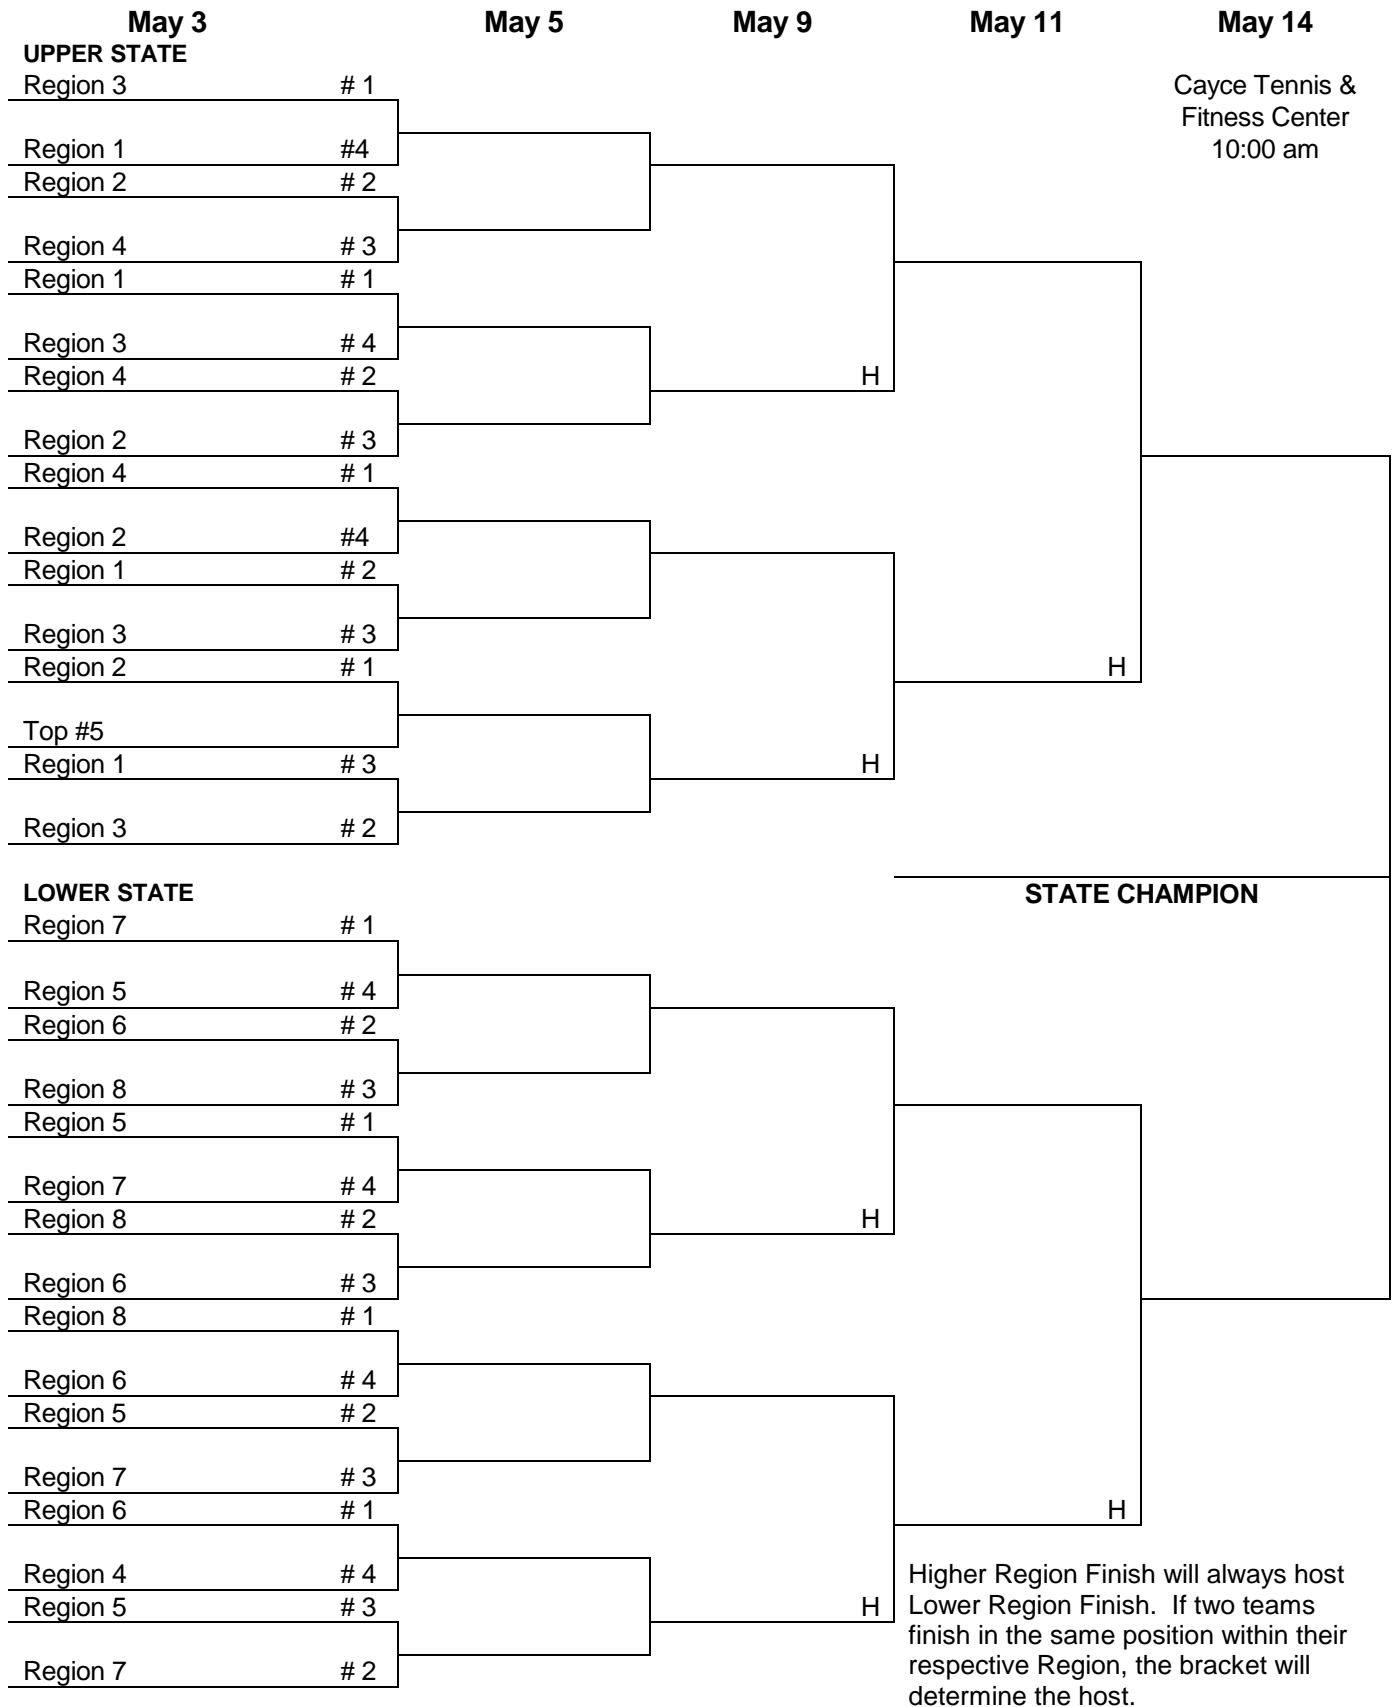 May 3 May 5 May 9 May 11 May 14
UPPER STATE
Region 3 # 1
Cayce Tennis &
Fitness Center
10:00 am
Region 1 #4
Region 2 # 2
Region 4 # 3
Region 1 # 1
Region 3 # 4
Region 4 # 2
H
Region 2 # 3
Region 4 # 1
Region 2 #4
Region 1 # 2
Region 3 # 3
Region 2 # 1
H
Top #5
Region 1 # 3
H
Region 3 # 2
STATE CHAMPION
LOWER STATE
Region 7 # 1
Region 5 # 4
Region 6 # 2
Region 8 # 3
Region 5 # 1
Region 7 # 4
Region 8 # 2
H
Region 6 # 3
Region 8 # 1
Region 6 # 4
Region 5 # 2
Region 7 # 3
Region 6 # 1
H
Region 4 # 4
Region 5 # 3
H
Region 7 # 2
Higher Region Finish will always host
Lower Region Finish. If two teams
finish in the same position within their
respective Region, the bracket will
determine the host.